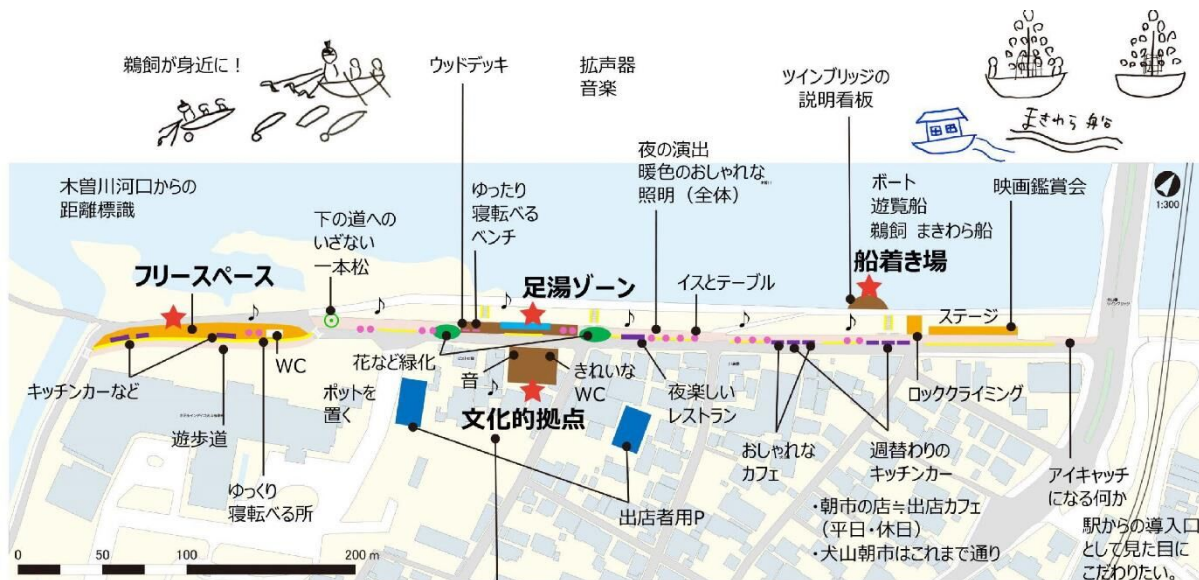 鵜飼が身近に！
ウッドデッキ
拡声器
音楽
ツインブリッジの
説明看板
まきわら船
木曽川河口からの
距離標識
下の道への
いざない
一本松
ゆったり
寝転べる
ベンチ
夜の演出
暖色のおしゃれな
照明（全体）
ボート
遊覧船
鵜飼 まきわら船
映画鑑賞会
1:300
フリースペース
足湯ゾーン
イスとテーブル
船着き場
ステージ
♪
♪
♪
♪
♪
♪
キッチンカーなど
WC
花など緑化
音
きれいな
WC
夜楽しい
レストラン
ロッククライミング
ポットを
置く
♪
文化的拠点
遊歩道
おしゃれな
カフェ
週替わりの
キッチンカー
アイキャッチ
になる何か
ゆっくり
寝転べる所
出店者用P
・朝市の店≒出店カフェ
（平日・休日）
・犬山朝市はこれまで通り
駅からの導入口
として見た目に
こだわりたい。
0 50 100 200 m